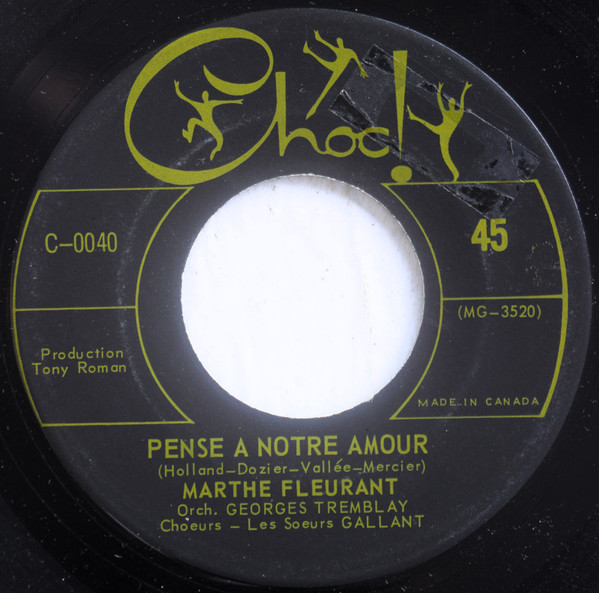 Choc!
C-0040
45
(MG-3520)
Production
Tony Roman
MADE IN CANADA
PENSE A NOTRE AMOUR
(Holland-Dozier-Vallée-Mercier)
MARTHE FLEURANT
Orch. GEORGES TREMBLAY
Choeurs - Les Soeurs GALLANT